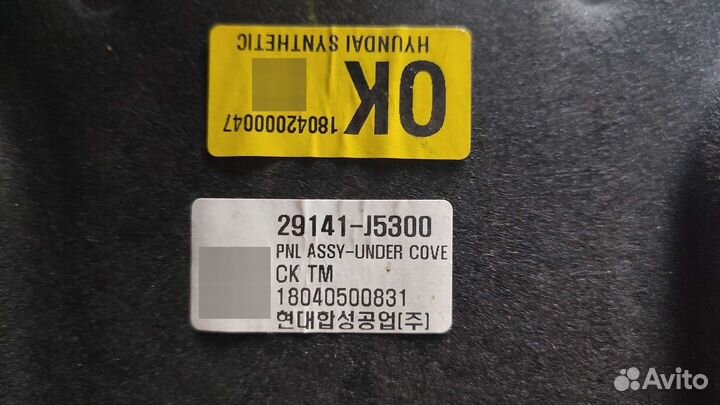 HYUNDAI SYNTHETIC
OK
18042000047
29141-J5300
PNL ASSY-UNDER COVE
CK TM
18040500831
현대합성공업[주]
Avito